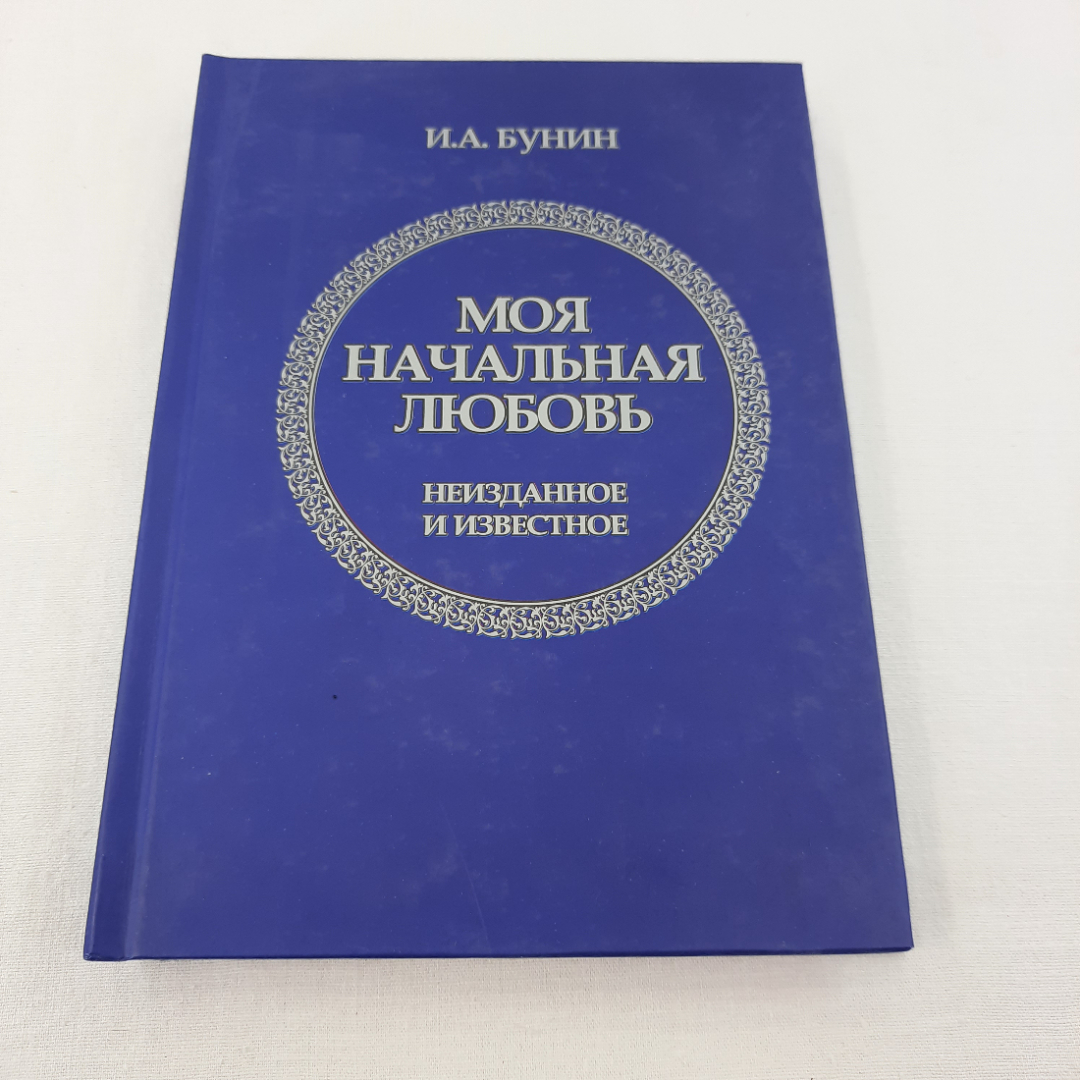 И.А. БУНИН
МОЯ
НАЧАЛЬНАЯ
ЛЮБОВЬ
НЕИЗДАННОЕ
И ИЗВЕСТНОЕ